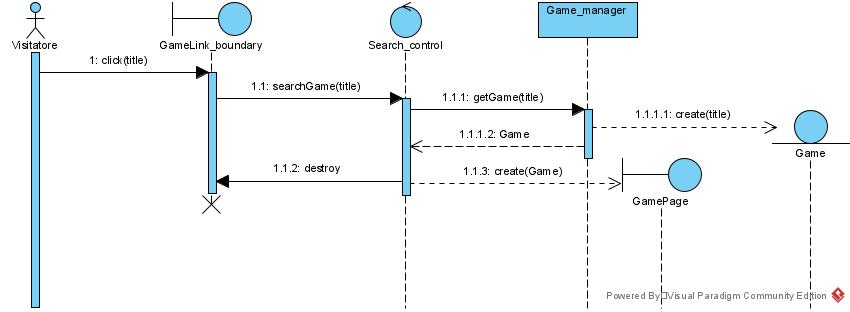 Visitatore
GameLink_boundary
Search_control
Game_manager
1: click(title)
1.1: searchGame(title)
1.1.1: getGame(title)
1.1.1.1: create(title)
Game
1.1.1.2: Game
1.1.2: destroy
1.1.3: create(Game)
GamePage
Powered By Visual Paradigm Community Edition